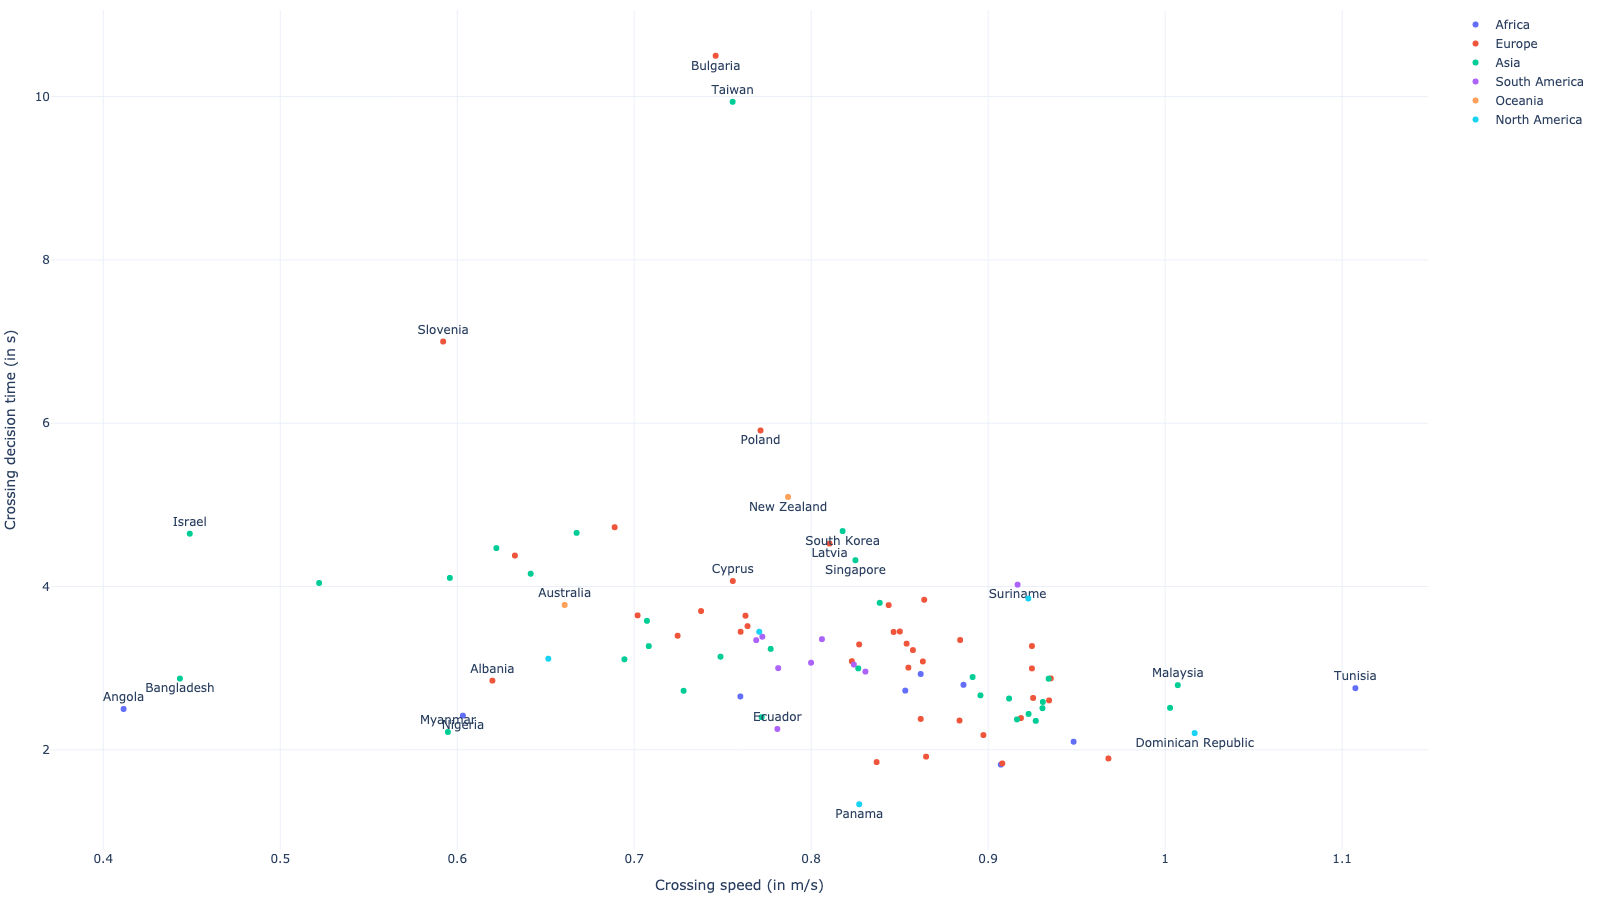 Africa
Europe
Asia
South America
Oceania
North America
Bulgaria
Taiwan
10
8
Slovenia
6
Poland
New Zealand
Israel
South Korea
Latvia
Singapore
Cyprus
4
Australia
Suriname
Albania
Malaysia
Tunisia
Bangladesh
Angola
Myanmar
Nigeria
Ecuador
2
Dominican Republic
Panama
0.4
0.5
0.6
0.7
0.8
0.9
1
1.1
Crossing speed (in m/s)
Crossing decision time (in s)